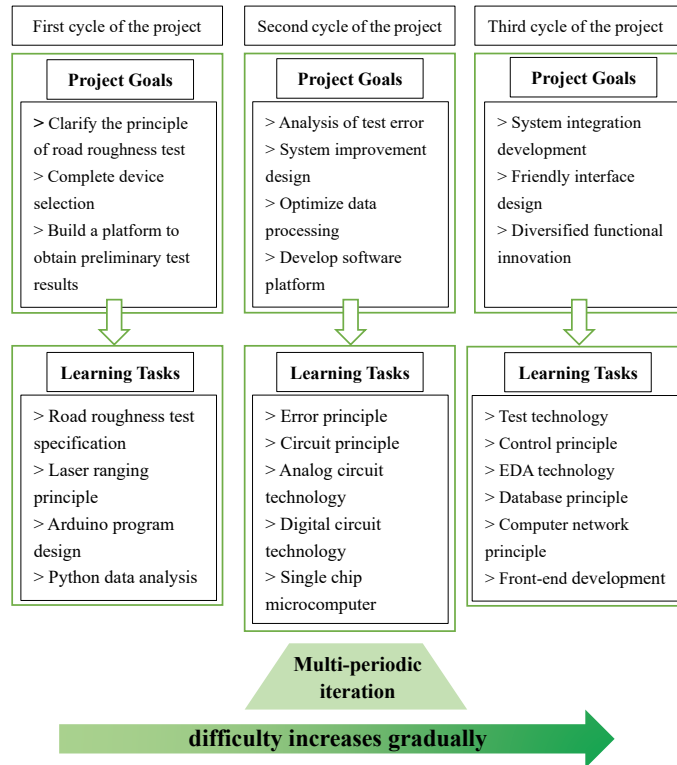 First cycle of the project
Project Goals
> Clarify the principle
of road roughness test
> Complete device
selection
> Build a platform to
obtain preliminary test
results
Learning Tasks
> Road roughness test
specification
> Laser ranging
principle
> Arduino program
design
> Python data analysis
Second cycle of the project
Project Goals
> Analysis of test error
> System improvement
design
> Optimize data
processing
> Develop software
platform
Learning Tasks
> Error principle
> Circuit principle
> Analog circuit
technology
> Digital circuit
technology
> Single chip
microcomputer
Third cycle of the project
Project Goals
> System integration
development
> Friendly interface
design
> Diversified functional
innovation
Learning Tasks
> Test technology
> Control principle
> EDA technology
> Database principle
> Computer network
principle
> Front-end development
Multi-periodic
iteration
difficulty increases gradually